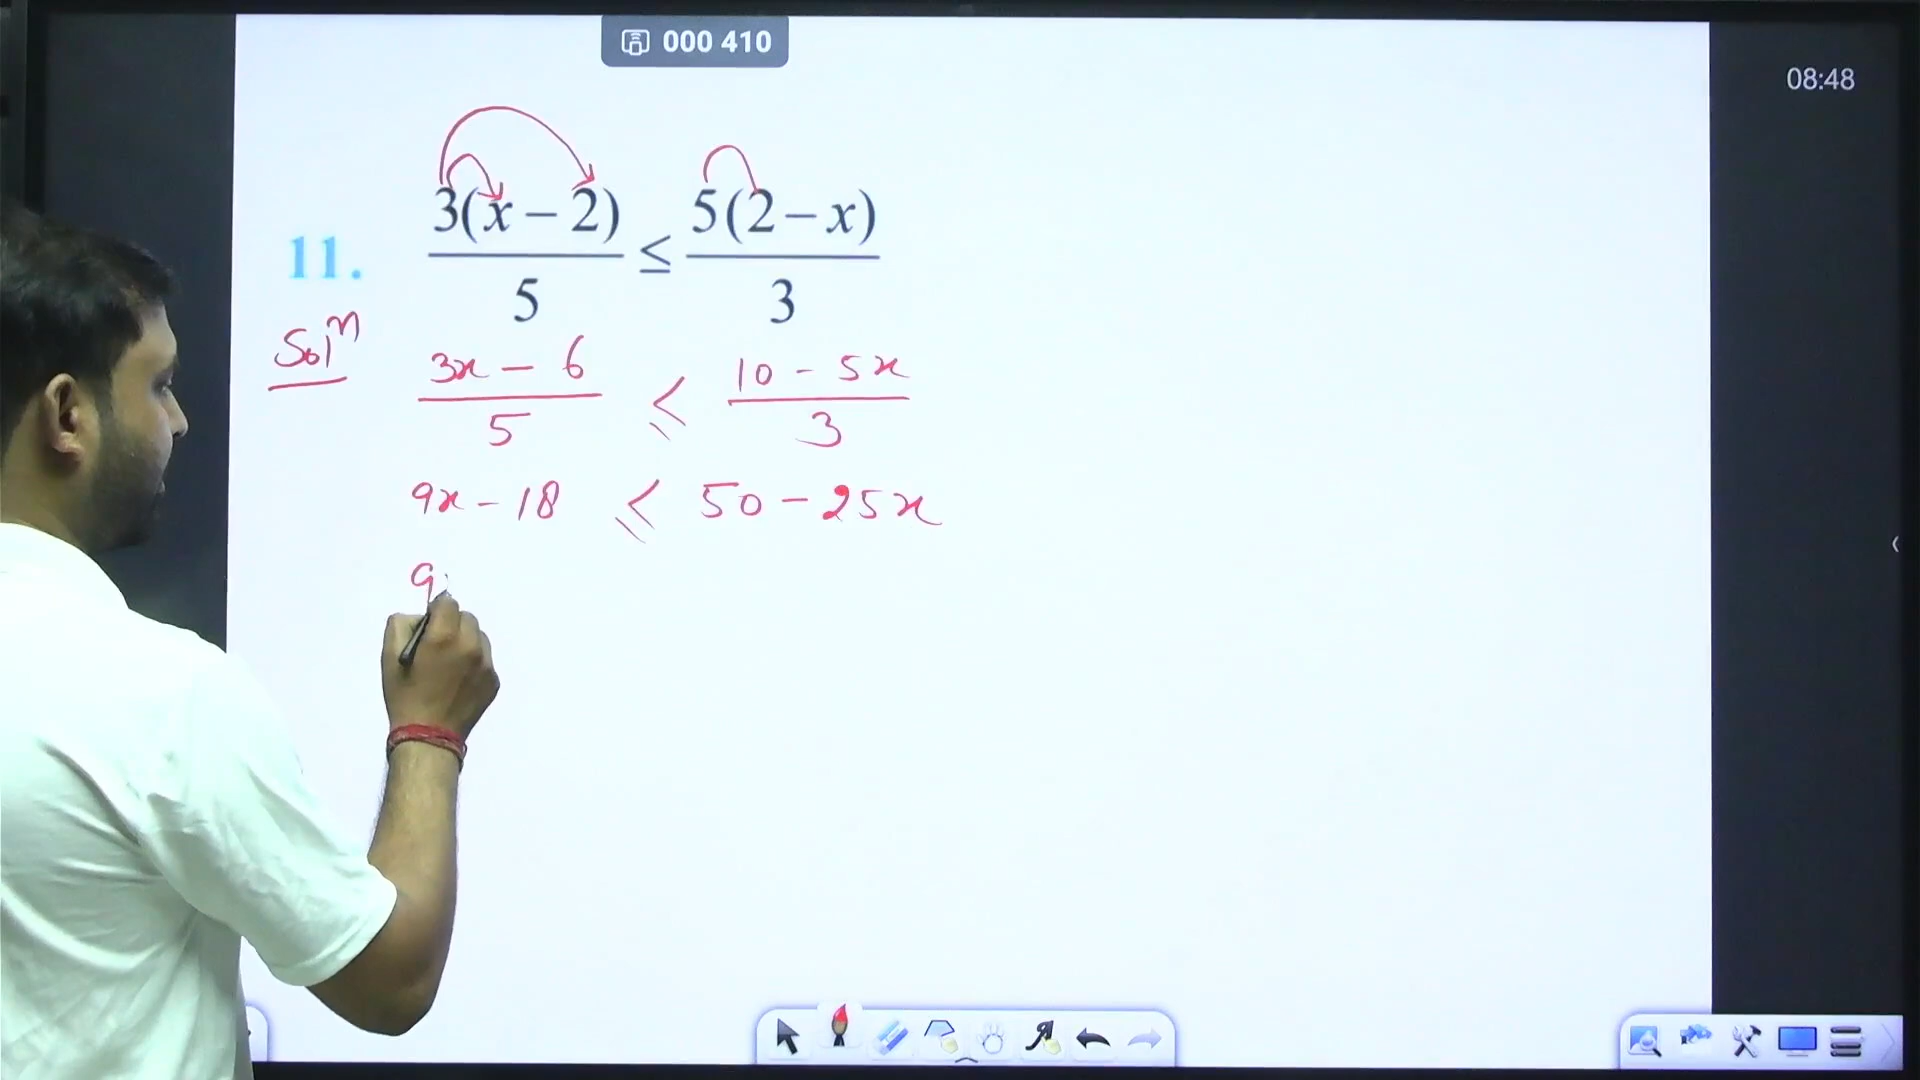 000 410
08:48
11. 3(x – 2)/5 ≤ 5(2 – x)/3
Solⁿ 3x – 6/5 ≤ 10 – 5x/3
9x – 18 ≤ 50 – 25x
9